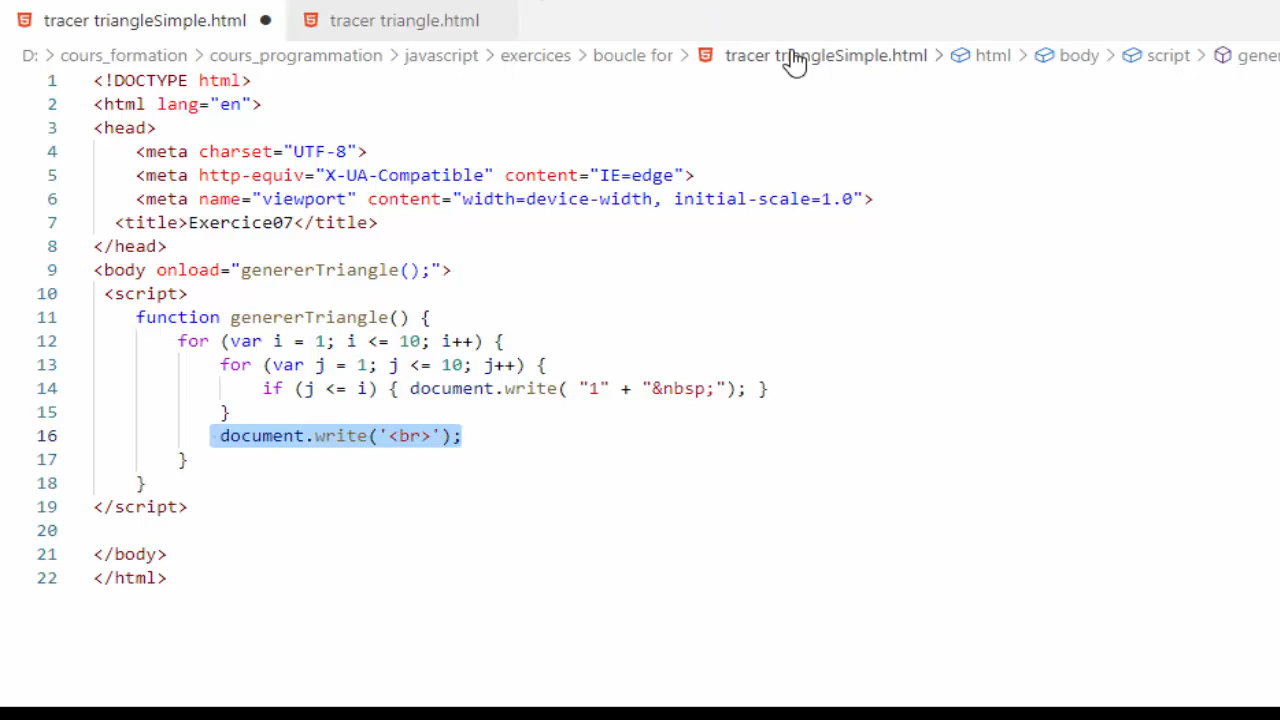 tracer triangleSimple.html ● tracer triangle.html
D: > cours_formation > cours_programmation > javascript > exercices > boucle for > tracer triangleSimple.html > html > body > script > gene
1 <!DOCTYPE html>
2 <html lang="en">
3 <head>
4 <meta charset="UTF-8">
5 <meta http-equiv="X-UA-Compatible" content="IE=edge">
6 <meta name="viewport" content="width=device-width, initial-scale=1.0">
7 <title>Exercice07</title>
8 </head>
9 <body onload="genererTriangle();">
10 <script>
11 function genererTriangle() {
12 for (var i = 1; i <= 10; i++) {
13 for (var j = 1; j <= 10; j++) {
14 if (j <= i) { document.write( "1" + "&nbsp;"); }
15 }
16 document.write('<br>');
17 }
18 }
19 </script>
20
21 </body>
22 </html>